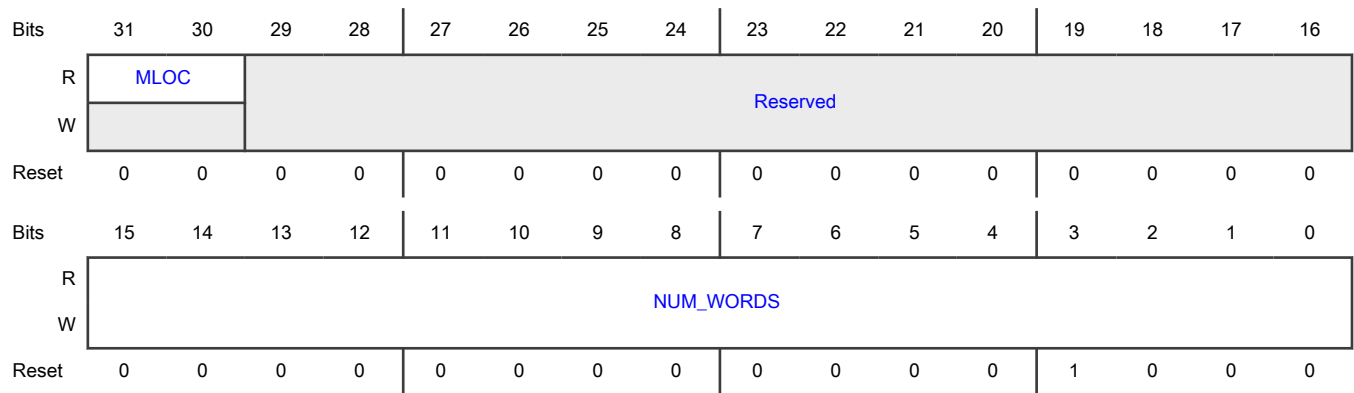 Bits 31 30 29 28 27 26 25 24 23 22 21 20 19 18 17 16
R MLOC Reserved
W
Reset 0 0 0 0 0 0 0 0 0 0 0 0 0 0 0 0
Bits 15 14 13 12 11 10 9 8 7 6 5 4 3 2 1 0
R NUM_WORDS
W
Reset 0 0 0 0 0 0 0 0 0 0 0 0 1 0 0 0